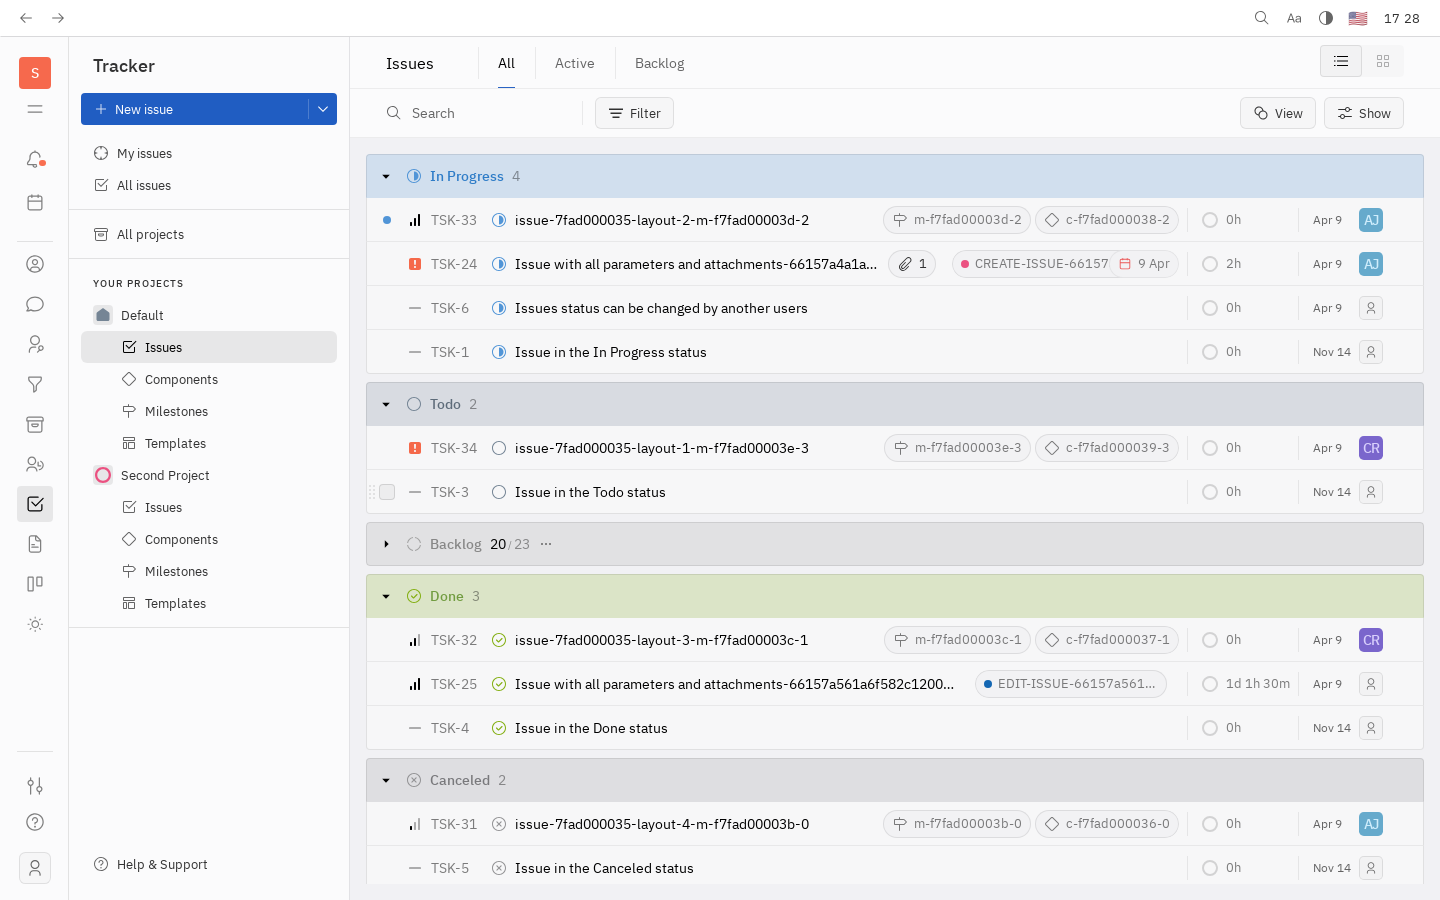 Aa 17 28
S
Tracker
New issue
My issues
All issues
All projects
YOUR PROJECTS
Default
Issues
Components
Milestones
Templates
Second Project
Issues
Components
Milestones
Templates
Help & Support
Issues All Active Backlog
Search Filter View Show
In Progress 4
TSK-33 issue-7fad000035-layout-2-m-f7fad00003d-2 m-f7fad00003d-2 c-f7fad000038-2 0h Apr 9 AJ
TSK-24 Issue with all parameters and attachments-66157a4a1a... 1 CREATE-ISSUE-66157 9 Apr 2h Apr 9 AJ
TSK-6 Issues status can be changed by another users 0h Apr 9
TSK-1 Issue in the In Progress status 0h Nov 14
Todo 2
TSK-34 issue-7fad000035-layout-1-m-f7fad00003e-3 m-f7fad00003e-3 c-f7fad000039-3 0h Apr 9 CR
TSK-3 Issue in the Todo status 0h Nov 14
Backlog 20/23 ...
Done 3
TSK-32 issue-7fad000035-layout-3-m-f7fad00003c-1 m-f7fad00003c-1 c-f7fad000037-1 0h Apr 9 CR
TSK-25 Issue with all parameters and attachments-66157a561a6f582c1200... EDIT-ISSUE-66157a561... 1d 1h 30m Apr 9
TSK-4 Issue in the Done status 0h Nov 14
Canceled 2
TSK-31 issue-7fad000035-layout-4-m-f7fad00003b-0 m-f7fad00003b-0 c-f7fad000036-0 0h Apr 9 AJ
TSK-5 Issue in the Canceled status 0h Nov 14